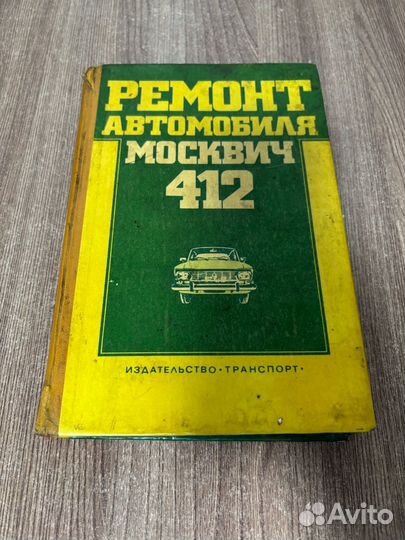 РЕМОНТ
АВТОМОБИЛЯ
МОСКВИЧ
412
ИЗДАТЕЛЬСТВО · ТРАНСПОРТ ·
Avito